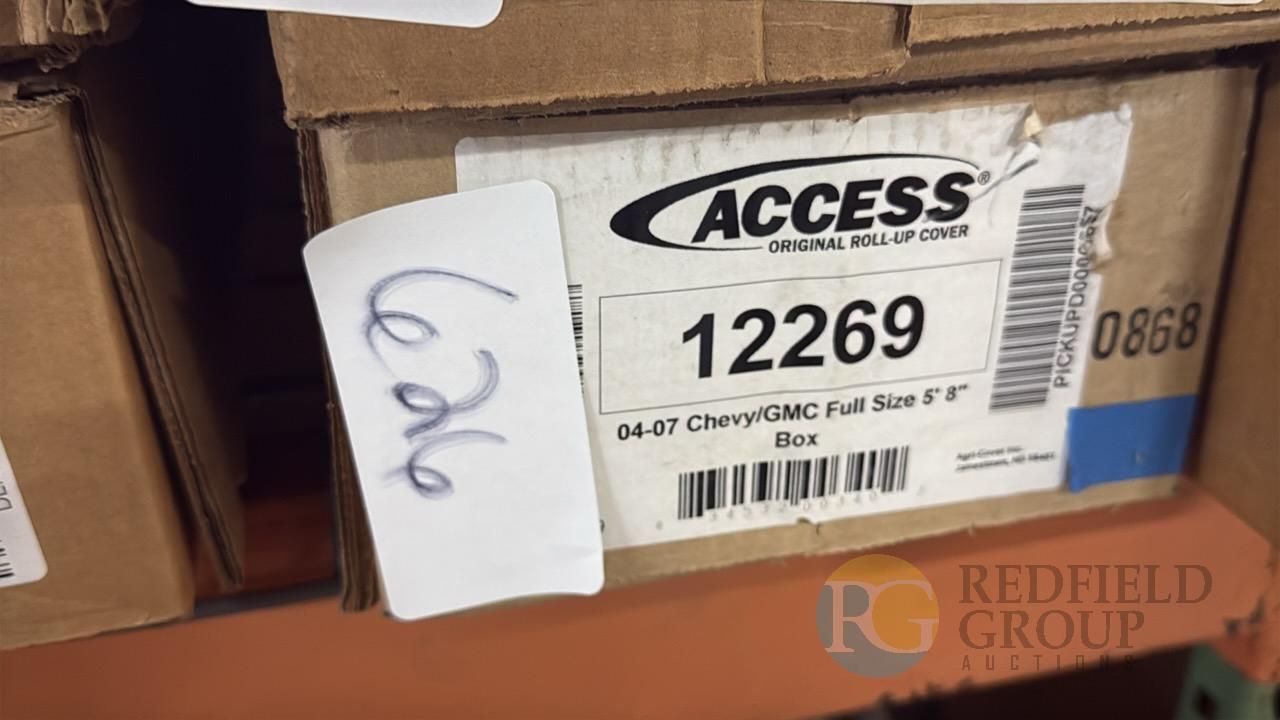 626
ACCESS®
ORIGINAL ROLL-UP COVER
12269
04-07 Chevy/GMC Full Size 5' 8"
Box
0868
REDFIELD
GROUP
AUCTIONS
RG